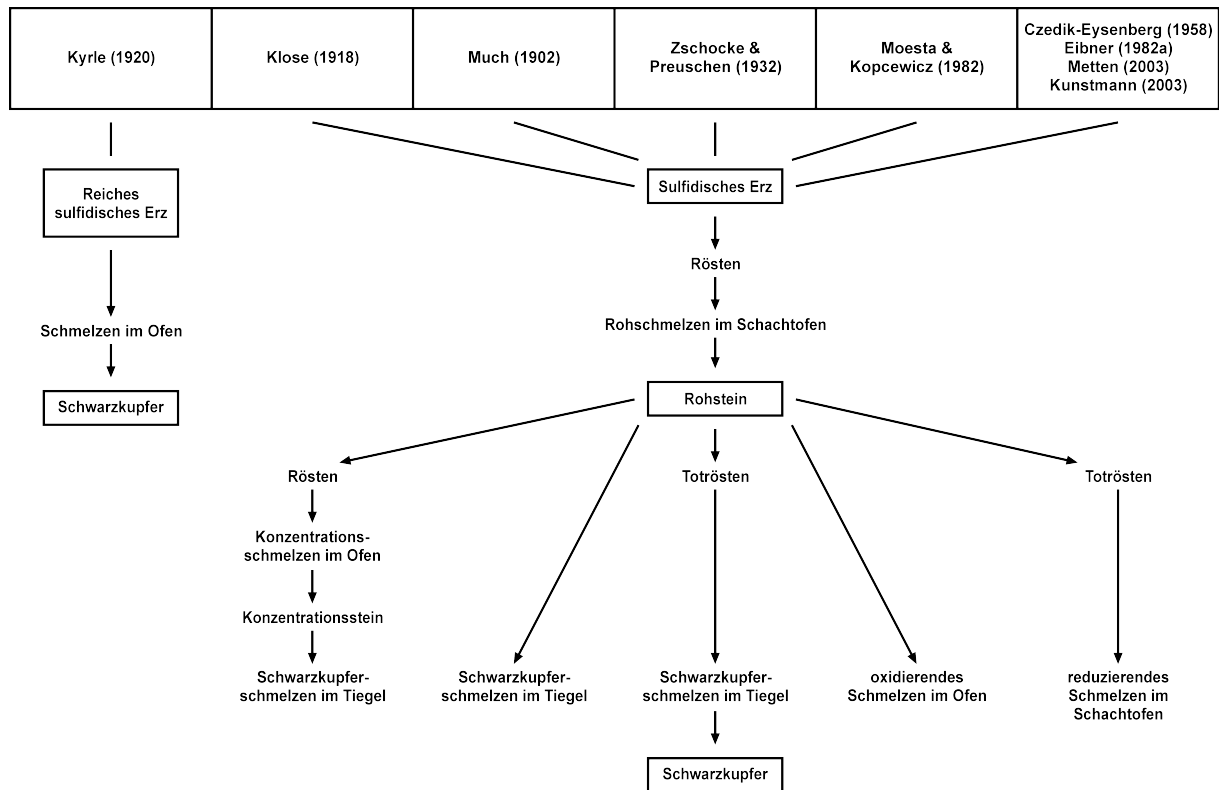 Kyrle (1920)
Klose (1918)
Much (1902)
Zschocke &
Preuschen (1932)
Moesta &
Kopcewicz (1982)
Czedik-Eysenberg (1958)
Eibner (1982a)
Metten (2003)
Kunstmann (2003)
Reiches
sulfidisches Erz
Schmelzen im Ofen
Schwarzkupfer
Sulfidisches Erz
Rösten
Rohschmelzen im Schachtofen
Rohstein
Rösten
Konzentrations-
schmelzen im Ofen
Konzentrationsstein
Schwarzkupfer-
schmelzen im Tiegel
Schwarzkupfer-
schmelzen im Tiegel
Totrösten
Schwarzkupfer-
schmelzen im Tiegel
Schwarzkupfer
oxidierendes
Schmelzen im Ofen
Totrösten
reduzierendes
Schmelzen im
Schachtofen